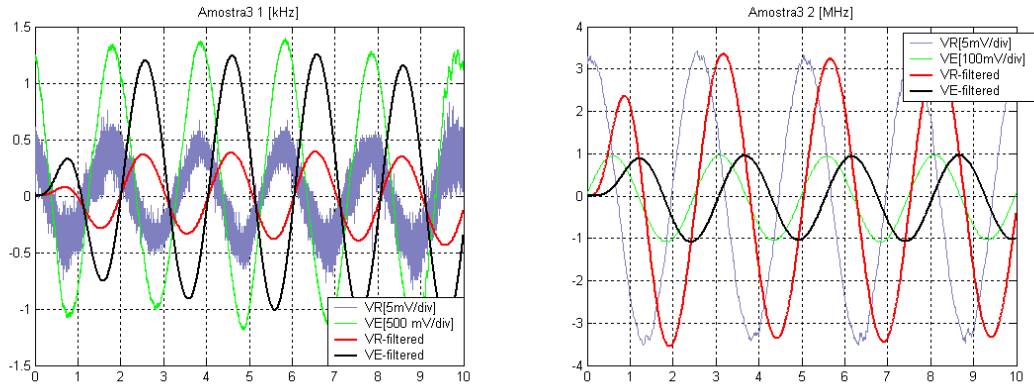 Amostra3 1 [kHz]
1.5
1
0.5
0
-0.5
-1
-1.5
0 1 2 3 4 5 6 7 8 9 10
VR[5mV/div]
VE[500 mV/div]
VR-filtered
VE-filtered
Amostra3 2 [MHz]
4
3
2
1
0
-1
-2
-3
-4
0 1 2 3 4 5 6 7 8 9 10
VR[5mV/div]
VE[100mV/div]
VR-filtered
VE-filtered